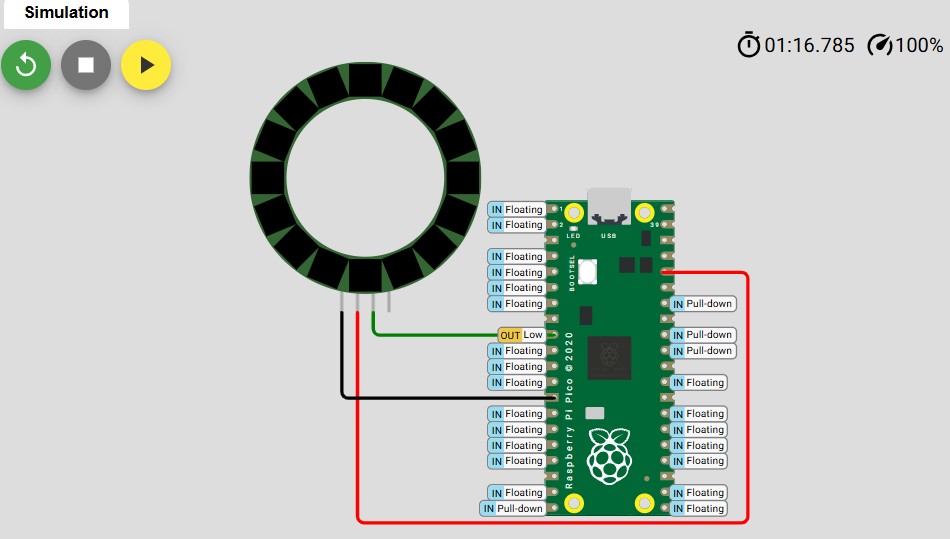 Simulation
01:16.785 100%
IN Floating
1
IN Floating
2
39
LED USB
IN Floating
IN Floating
BOOTSEL
IN Floating
IN Floating
IN Pull-down
OUT Low
IN Pull-down
IN Floating
IN Pull-down
IN Floating
IN Floating
IN Floating
Raspberry Pi Pico ©2020
IN Floating
IN Floating
IN Floating
IN Floating
IN Floating
IN Floating
IN Floating
IN Floating
IN Floating
IN Floating
IN Pull-down
IN Floating